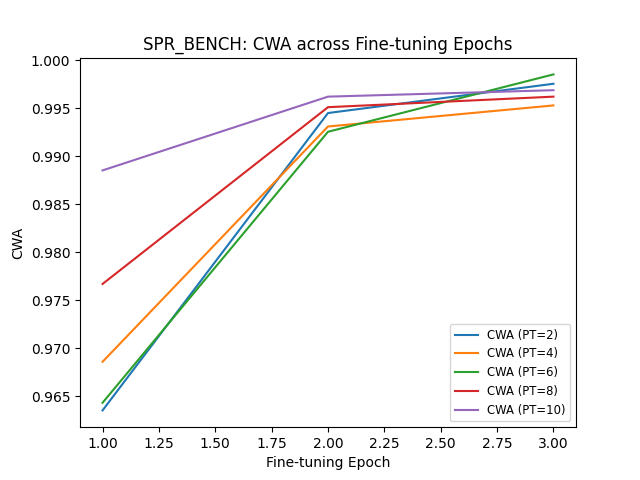 SPR_BENCH: CWA across Fine-tuning Epochs
1.000
0.995
0.990
0.985
0.980
0.975
0.970
0.965
CWA
CWA (PT=2)
CWA (PT=4)
CWA (PT=6)
CWA (PT=8)
CWA (PT=10)
1.00 1.25 1.50 1.75 2.00 2.25 2.50 2.75 3.00
Fine-tuning Epoch